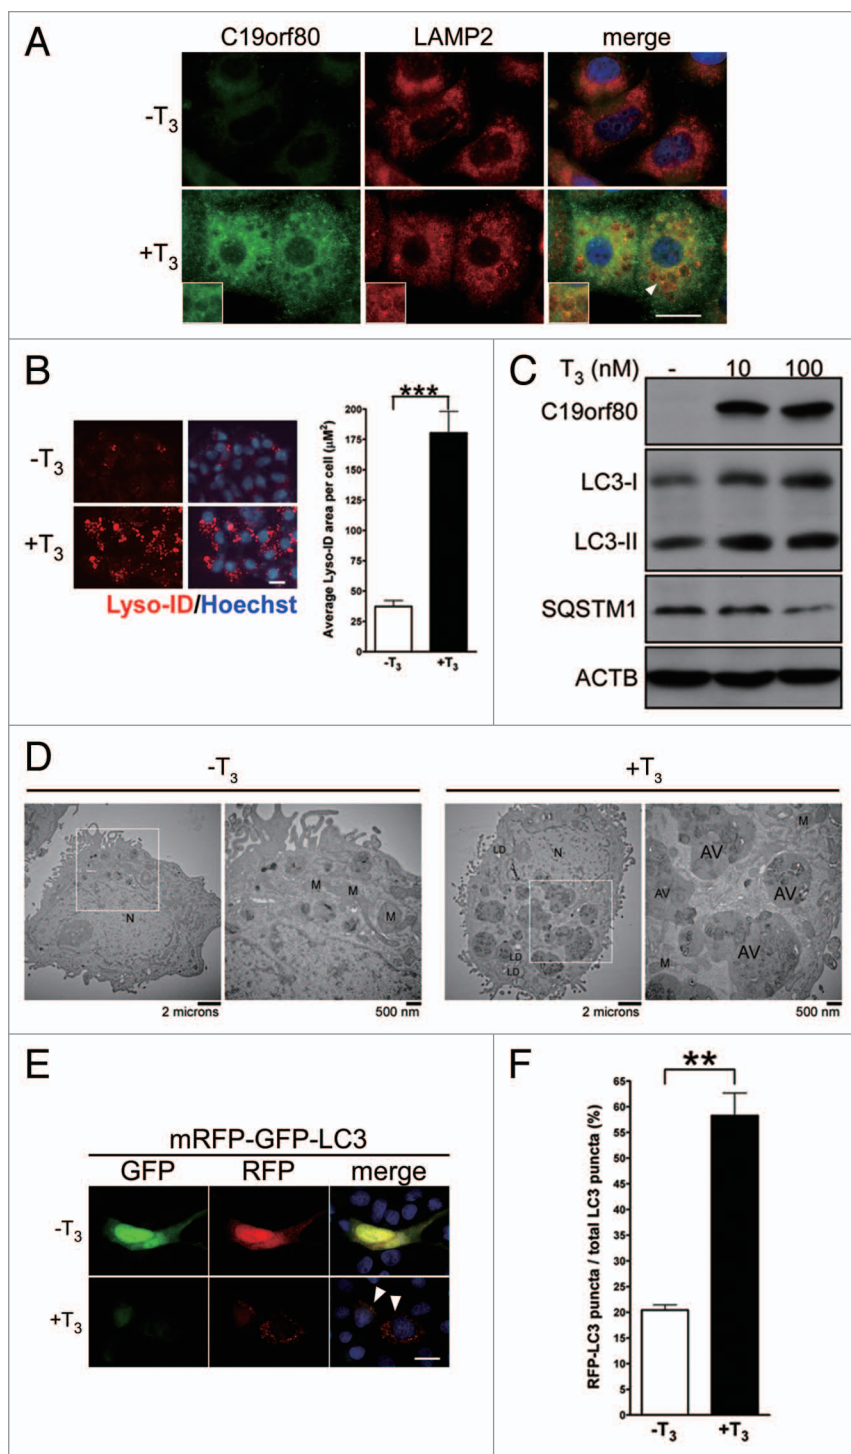 A
C19orf80 LAMP2 merge
-T3
+T3
B
-T3
+T3
Lyso-ID/Hoechst
***
Average Lyso-ID area per cell (μM²)
200
175
150
125
100
75
50
25
0
-T3 +T3
C
T3 (nM) - 10 100
C19orf80
LC3-I
LC3-II
SQSTM1
ACTB
D
-T3 +T3
N
M M M
LD N
LD
LD
M
AV
AV AV
AV
M
2 microns 500 nm 2 microns 500 nm
E
mRFP-GFP-LC3
GFP RFP merge
-T3
+T3
F
**
RFP-LC3 puncta / total LC3 puncta (%)
65
60
55
50
45
40
35
30
25
20
15
10
5
0
-T3 +T3